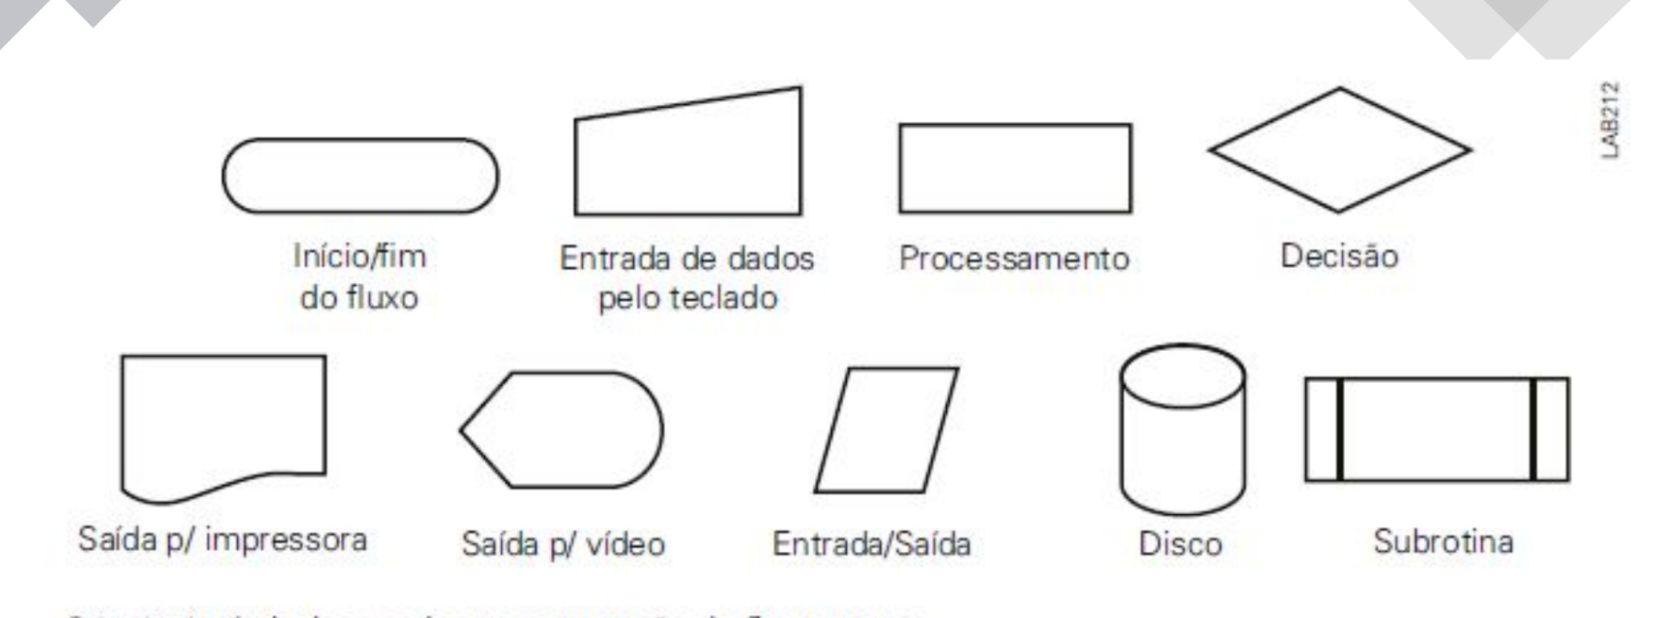 LAB212
Início/fim
do fluxo
Entrada de dados
pelo teclado
Processamento
Decisão
Saída p/ impressora
Saída p/ vídeo
Entrada/Saída
Disco
Subrotina